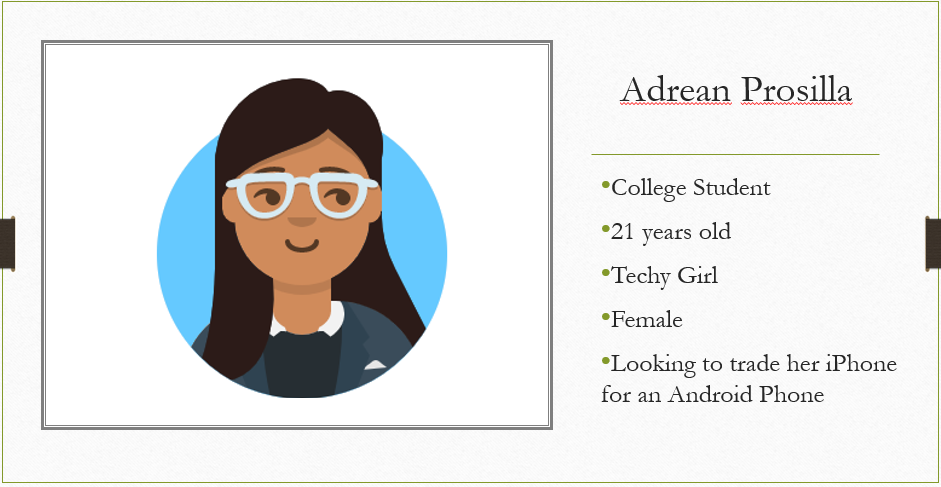 Adrean Prosilla
•College Student
•21 years old
•Techy Girl
•Female
•Looking to trade her iPhone
for an Android Phone